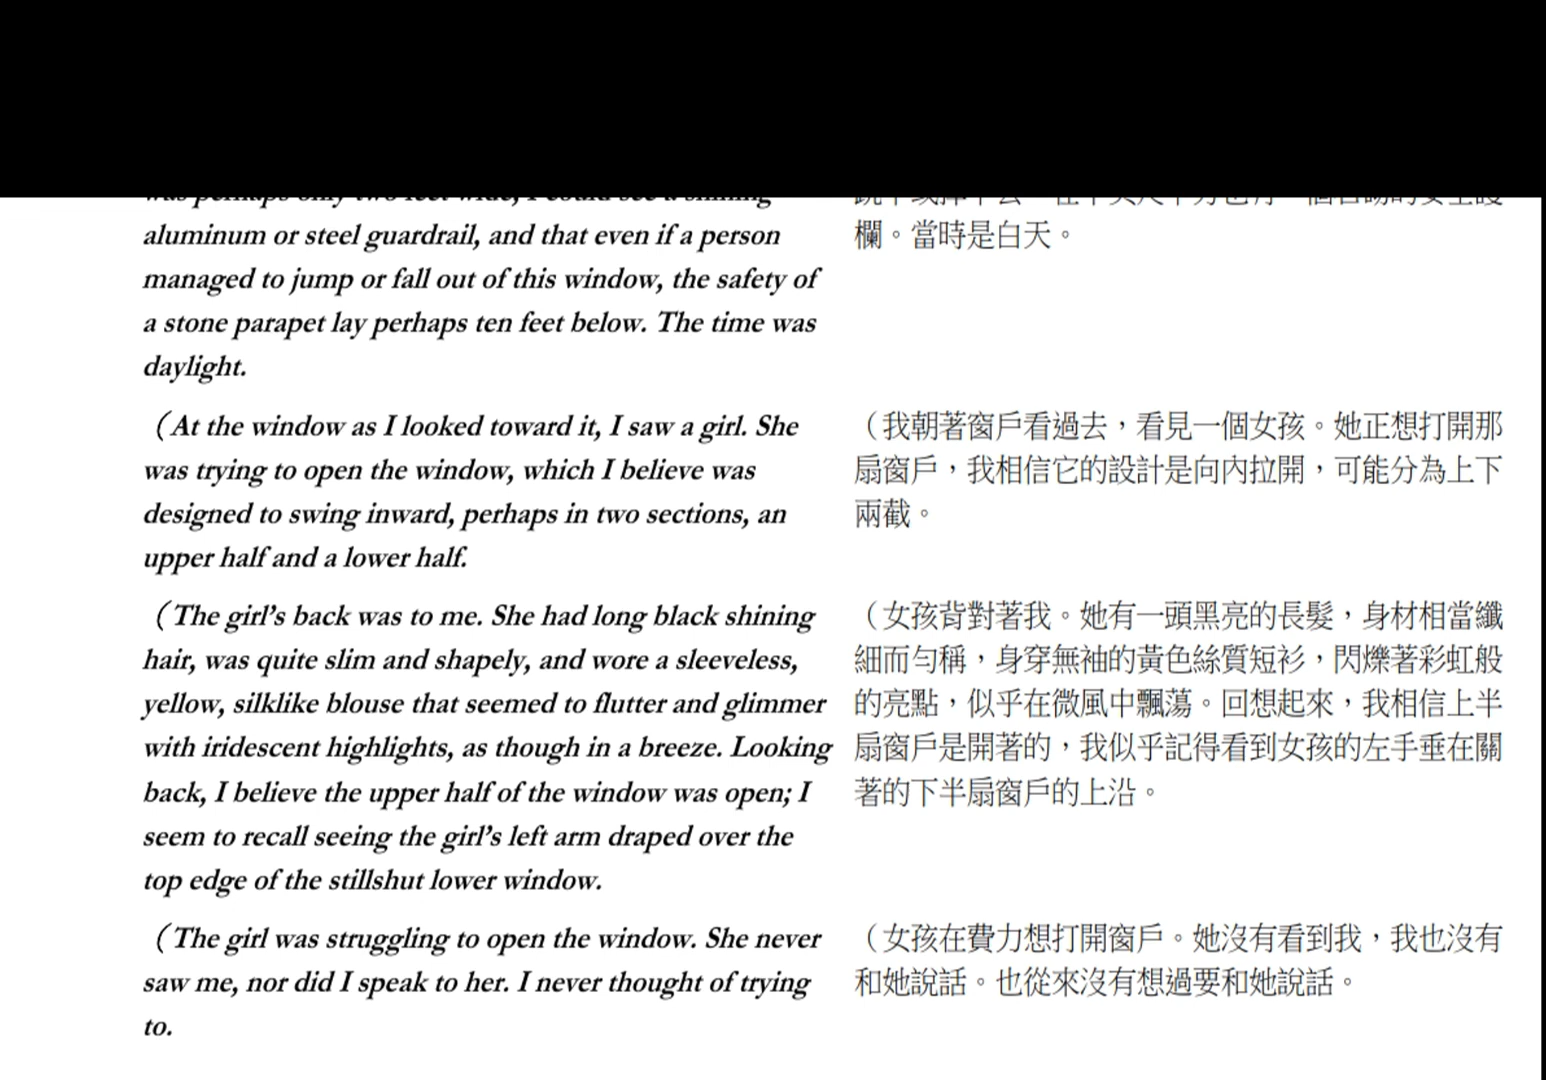 was perhaps only two feet wide, I could see a shining
aluminum or steel guardrail, and that even if a person
managed to jump or fall out of this window, the safety of
a stone parapet lay perhaps ten feet below. The time was
daylight.
欄。當時是白天。
（At the window as I looked toward it, I saw a girl. She
was trying to open the window, which I believe was
designed to swing inward, perhaps in two sections, an
upper half and a lower half.
（我朝著窗戶看過去，看見一個女孩。她正想打開那
扇窗戶，我相信它的設計是向內拉開，可能分為上下
兩截。
（The girl’s back was to me. She had long black shining
hair, was quite slim and shapely, and wore a sleeveless,
yellow, silklike blouse that seemed to flutter and glimmer
with iridescent highlights, as though in a breeze. Looking
back, I believe the upper half of the window was open; I
seem to recall seeing the girl’s left arm draped over the
top edge of the stillshut lower window.
（女孩背對著我。她有一頭黑亮的長髮，身材相當纖
細而勻稱，身穿無袖的黃色絲質短衫，閃爍著彩虹般
的亮點，似乎在微風中飄蕩。回想起來，我相信上半
扇窗戶是開著的，我似乎記得看到女孩的左手垂在關
著的下半扇窗戶的上沿。
（The girl was struggling to open the window. She never
saw me, nor did I speak to her. I never thought of trying
to.
（女孩在費力想打開窗戶。她沒有看到我，我也沒有
和她說話。也從來沒有想過要和她說話。